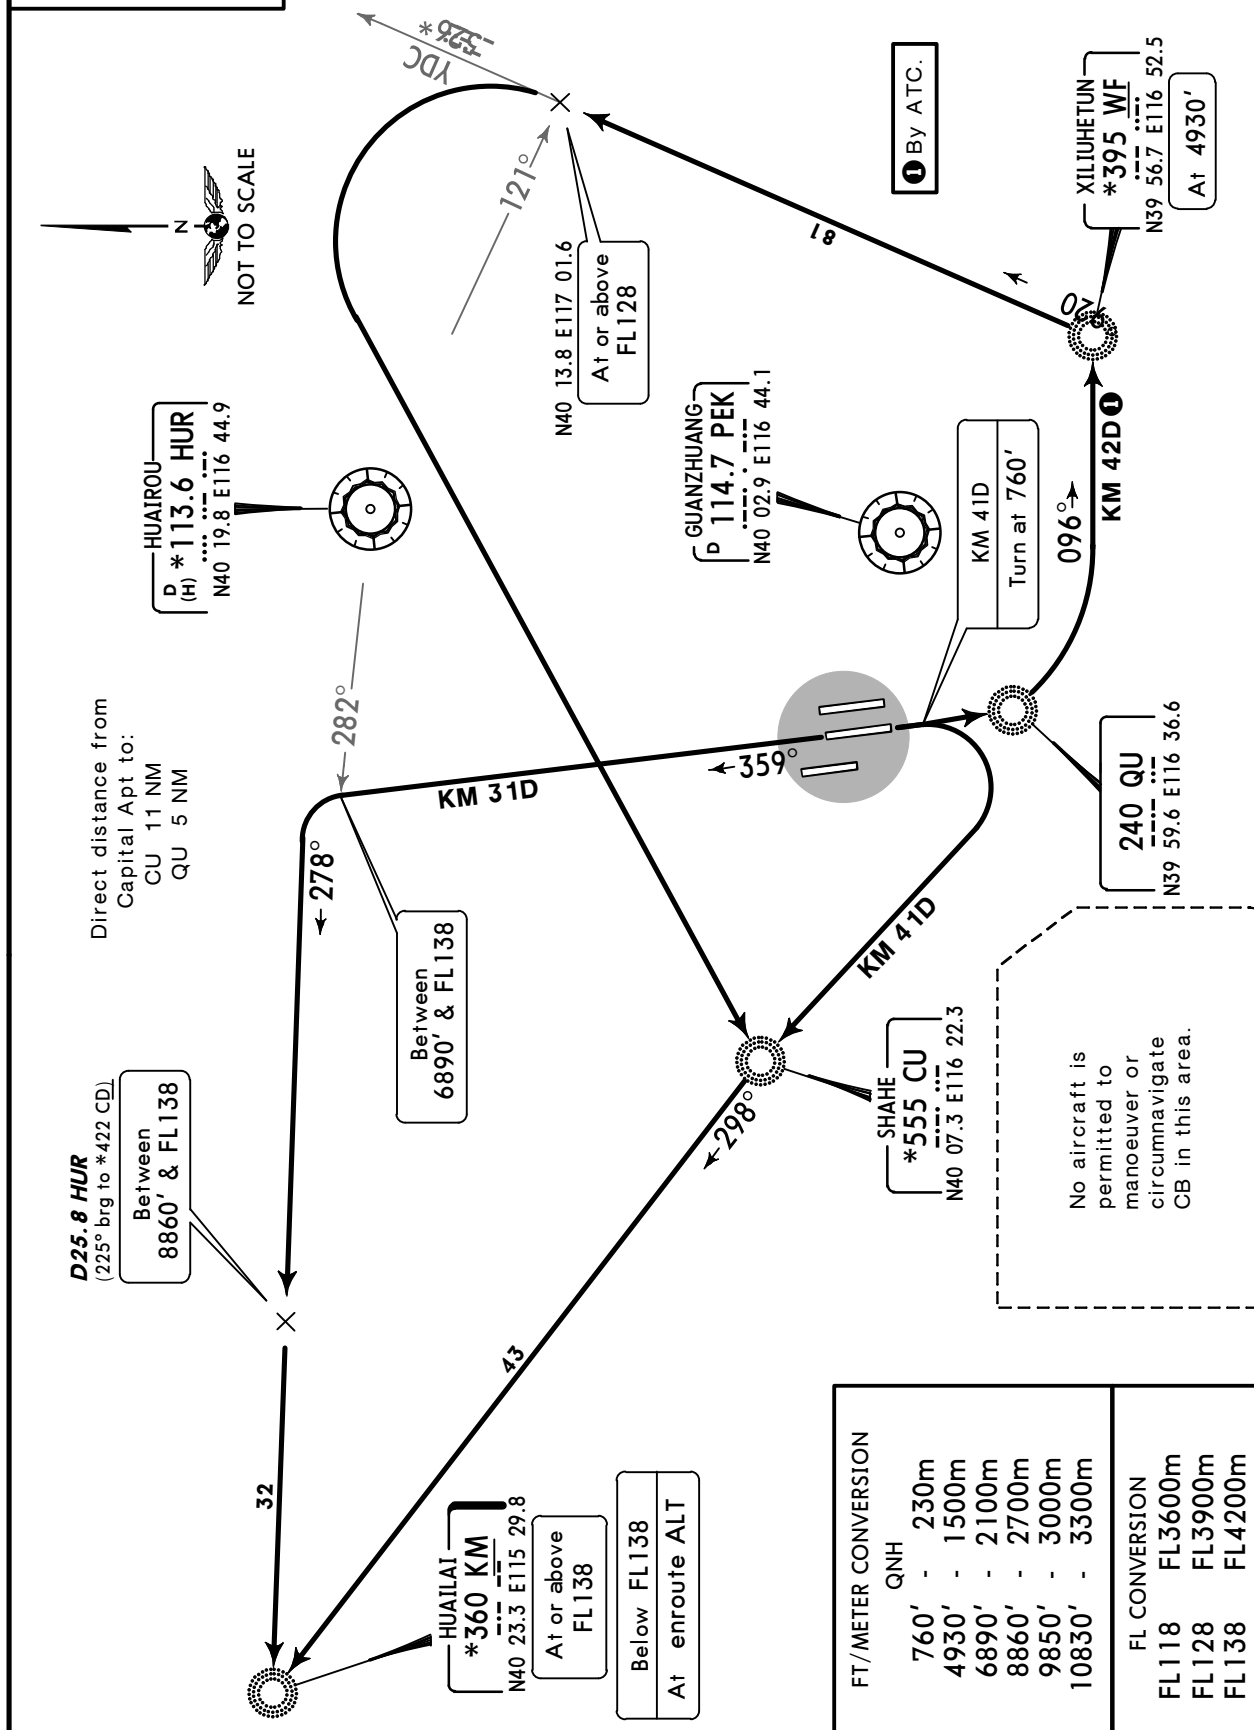 D25.8 HUR
(225° brg to *422 CD)
Between
8860' & FL138
Direct distance from
Capital Apt to:
CU 11 NM
QU 5 NM
HUAIROU
D
(H)
*113.6 HUR
N40 19.8 E116 44.9
N
NOT TO SCALE
YDC
121°
N40 13.8 E117 01.6
At or above
FL128
32
278°
282°
KM 31D
Between
6890' & FL138
359°
HUAILAI
*360 KM
N40 23.3 E115 29.8
At or above
FL138
Below FL138
At enroute ALT
43
298°
SHAHE
*555 CU
N40 07.3 E116 22.3
KM 41D
GUANZHUANG
D
114.7 PEK
N40 02.9 E116 44.1
KM 41D
Turn at 760'
81
1 By ATC.
XILIUHETUN
*395 WF
N39 56.7 E116 52.5
At 4930'
096°
KM 42D 1
240 QU
N39 59.6 E116 36.6
No aircraft is
permitted to
manoeuver or
circumnavigate
CB in this area.
FT/METER CONVERSION
QNH
760' - 230m
4930' - 1500m
6890' - 2100m
8860' - 2700m
9850' - 3000m
10830' - 3300m
FL CONVERSION
FL118 FL3600m
FL128 FL3900m
FL138 FL4200m